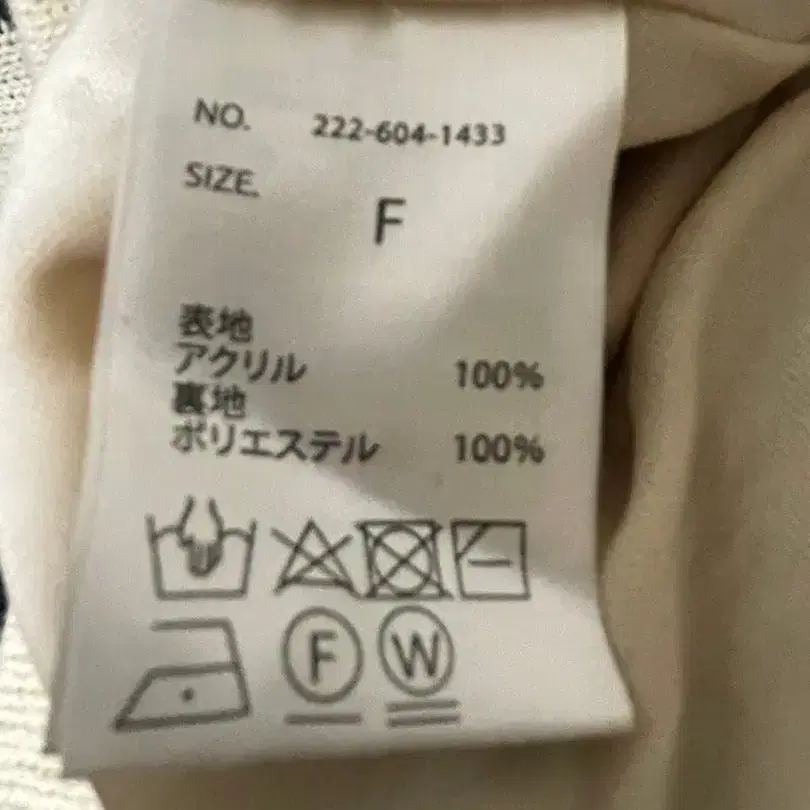 NO. 222-604-1433
SIZE. F
表地
アクリル 100%
裏地
ポリエステル 100%
F W